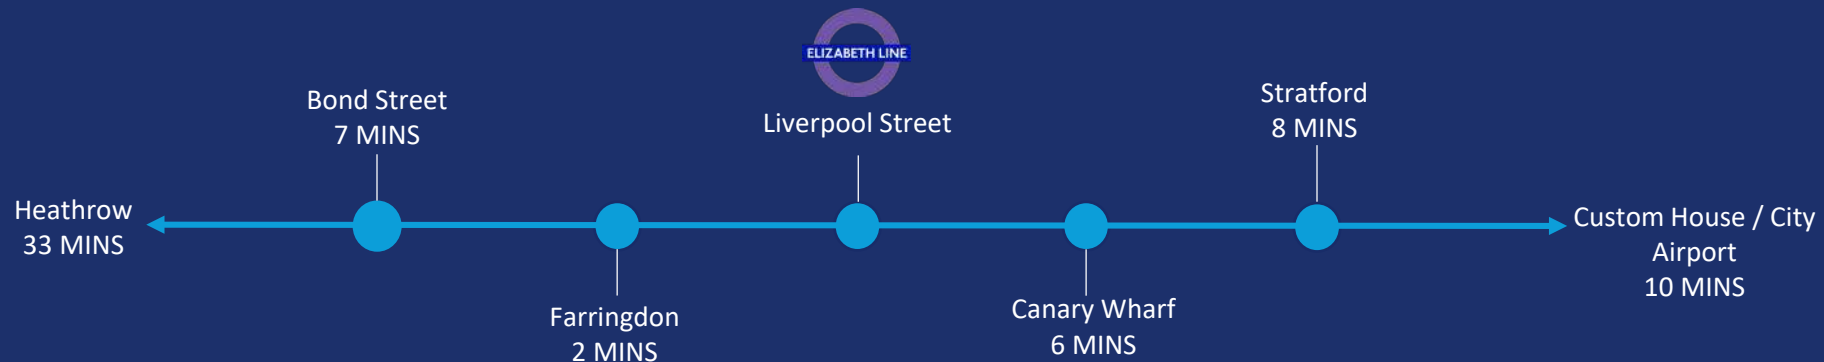 ELIZABETH LINE
Liverpool Street
Heathrow
33 MINS
Bond Street
7 MINS
Farringdon
2 MINS
Canary Wharf
6 MINS
Stratford
8 MINS
Custom House / City
Airport
10 MINS